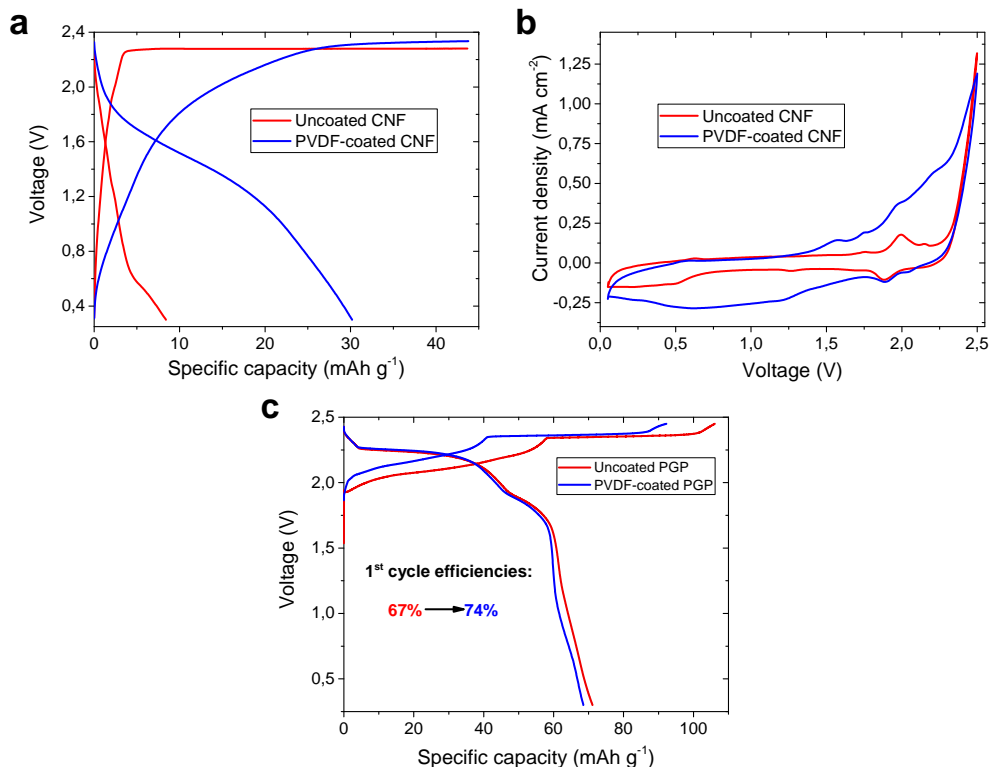 a
2,4
2,0
1,6
1,2
0,8
0,4
Voltage (V)
Uncoated CNF
PVDF-coated CNF
0 10 20 30 40
Specific capacity (mAh g⁻¹)
b
1,25
1,00
0,75
0,50
0,25
0,00
-0,25
Current density (mA cm⁻²)
Uncoated CNF
PVDF-coated CNF
0,0 0,5 1,0 1,5 2,0 2,5
Voltage (V)
c
2,5
2,0
1,5
1,0
0,5
Voltage (V)
Uncoated PGP
PVDF-coated PGP
1st cycle efficiencies:
67% 74%
0 20 40 60 80 100
Specific capacity (mAh g⁻¹)